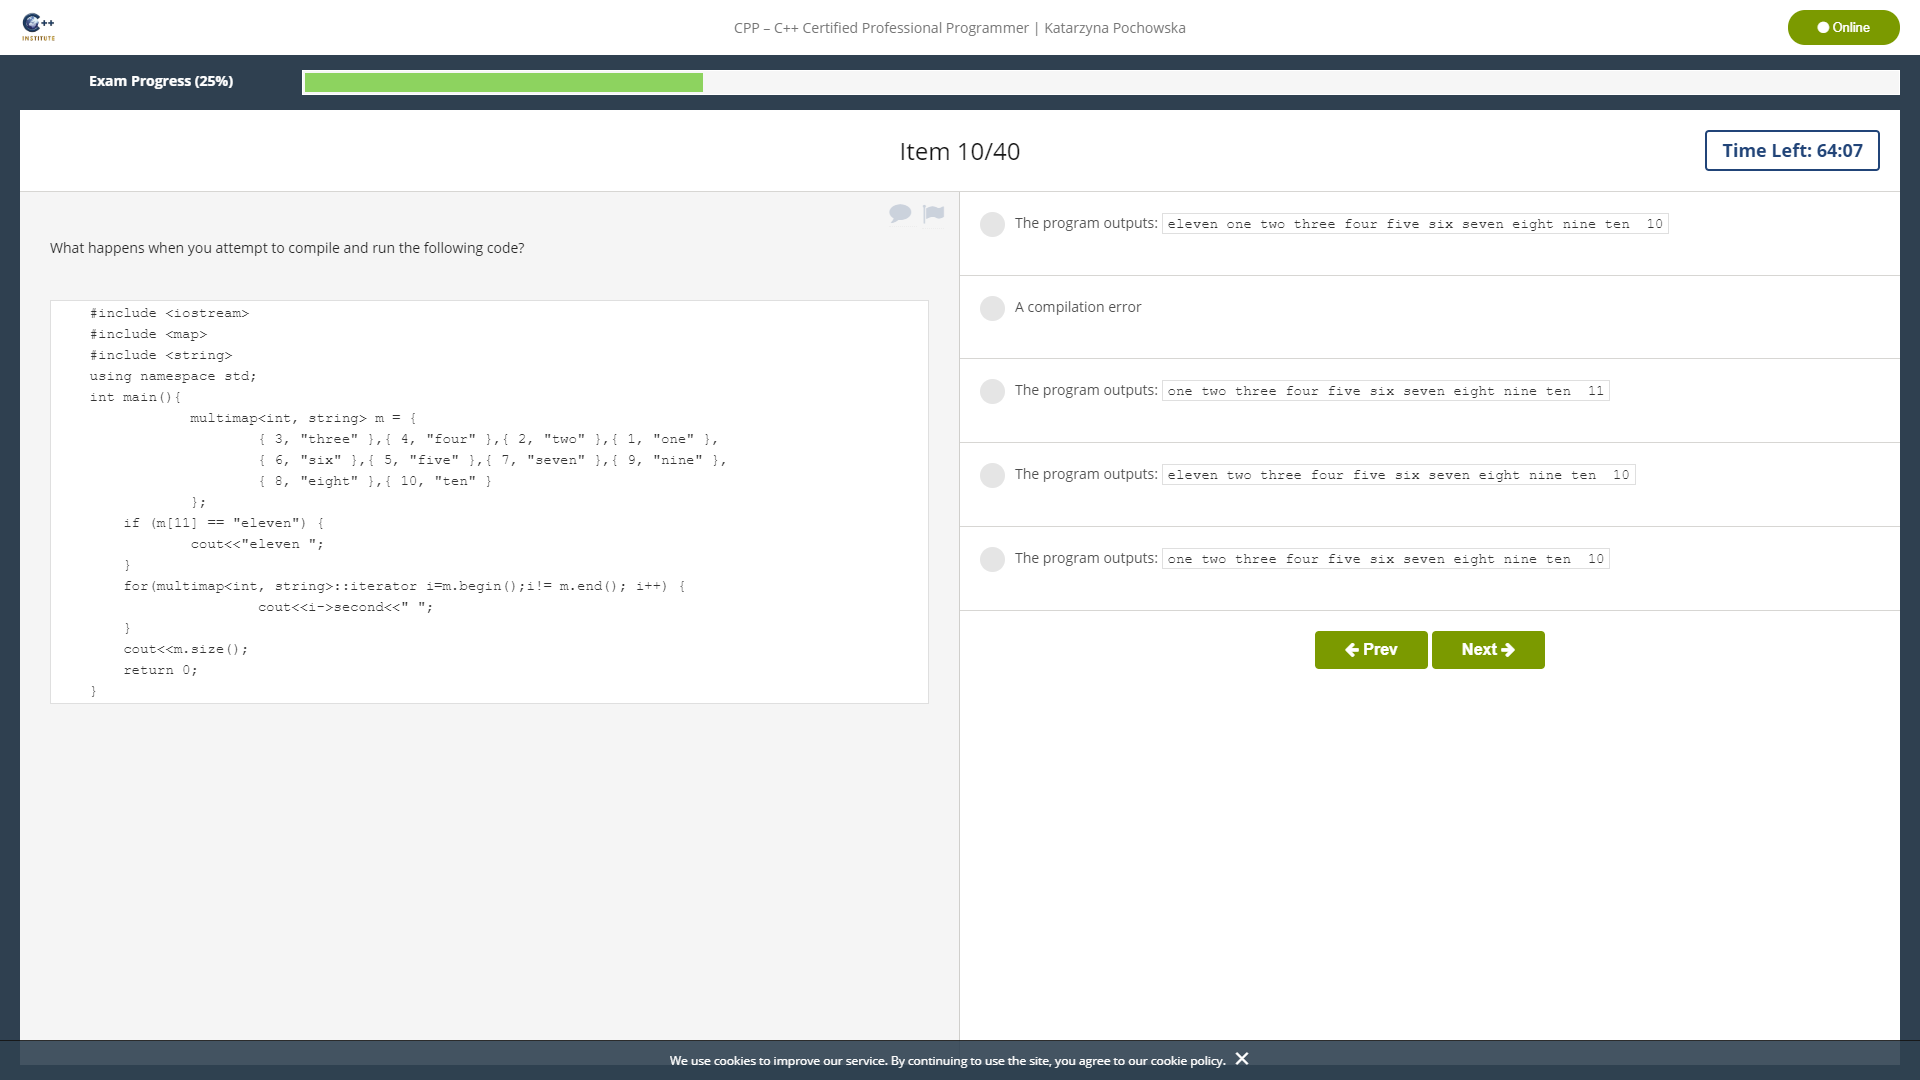 C++
INSTITUTE
CPP – C++ Certified Professional Programmer | Katarzyna Pochowska
Online
Exam Progress (25%)
Item 10/40
Time Left: 64:07
What happens when you attempt to compile and run the following code?
#include <iostream>
#include <map>
#include <string>
using namespace std;
int main(){
multimap<int, string> m = {
{ 3, "three" },{ 4, "four" },{ 2, "two" },{ 1, "one" },
{ 6, "six" },{ 5, "five" },{ 7, "seven" },{ 9, "nine" },
{ 8, "eight" },{ 10, "ten" }
};
if (m[11] == "eleven") {
cout<<"eleven ";
}
for(multimap<int, string>::iterator i=m.begin();i!= m.end(); i++) {
cout<<i->second<<" ";
}
cout<<m.size();
return 0;
}
The program outputs: eleven one two three four five six seven eight nine ten  10
A compilation error
The program outputs: one two three four five six seven eight nine ten  11
The program outputs: eleven two three four five six seven eight nine ten  10
The program outputs: one two three four five six seven eight nine ten  10
Prev
Next
We use cookies to improve our service. By continuing to use the site, you agree to our cookie policy.